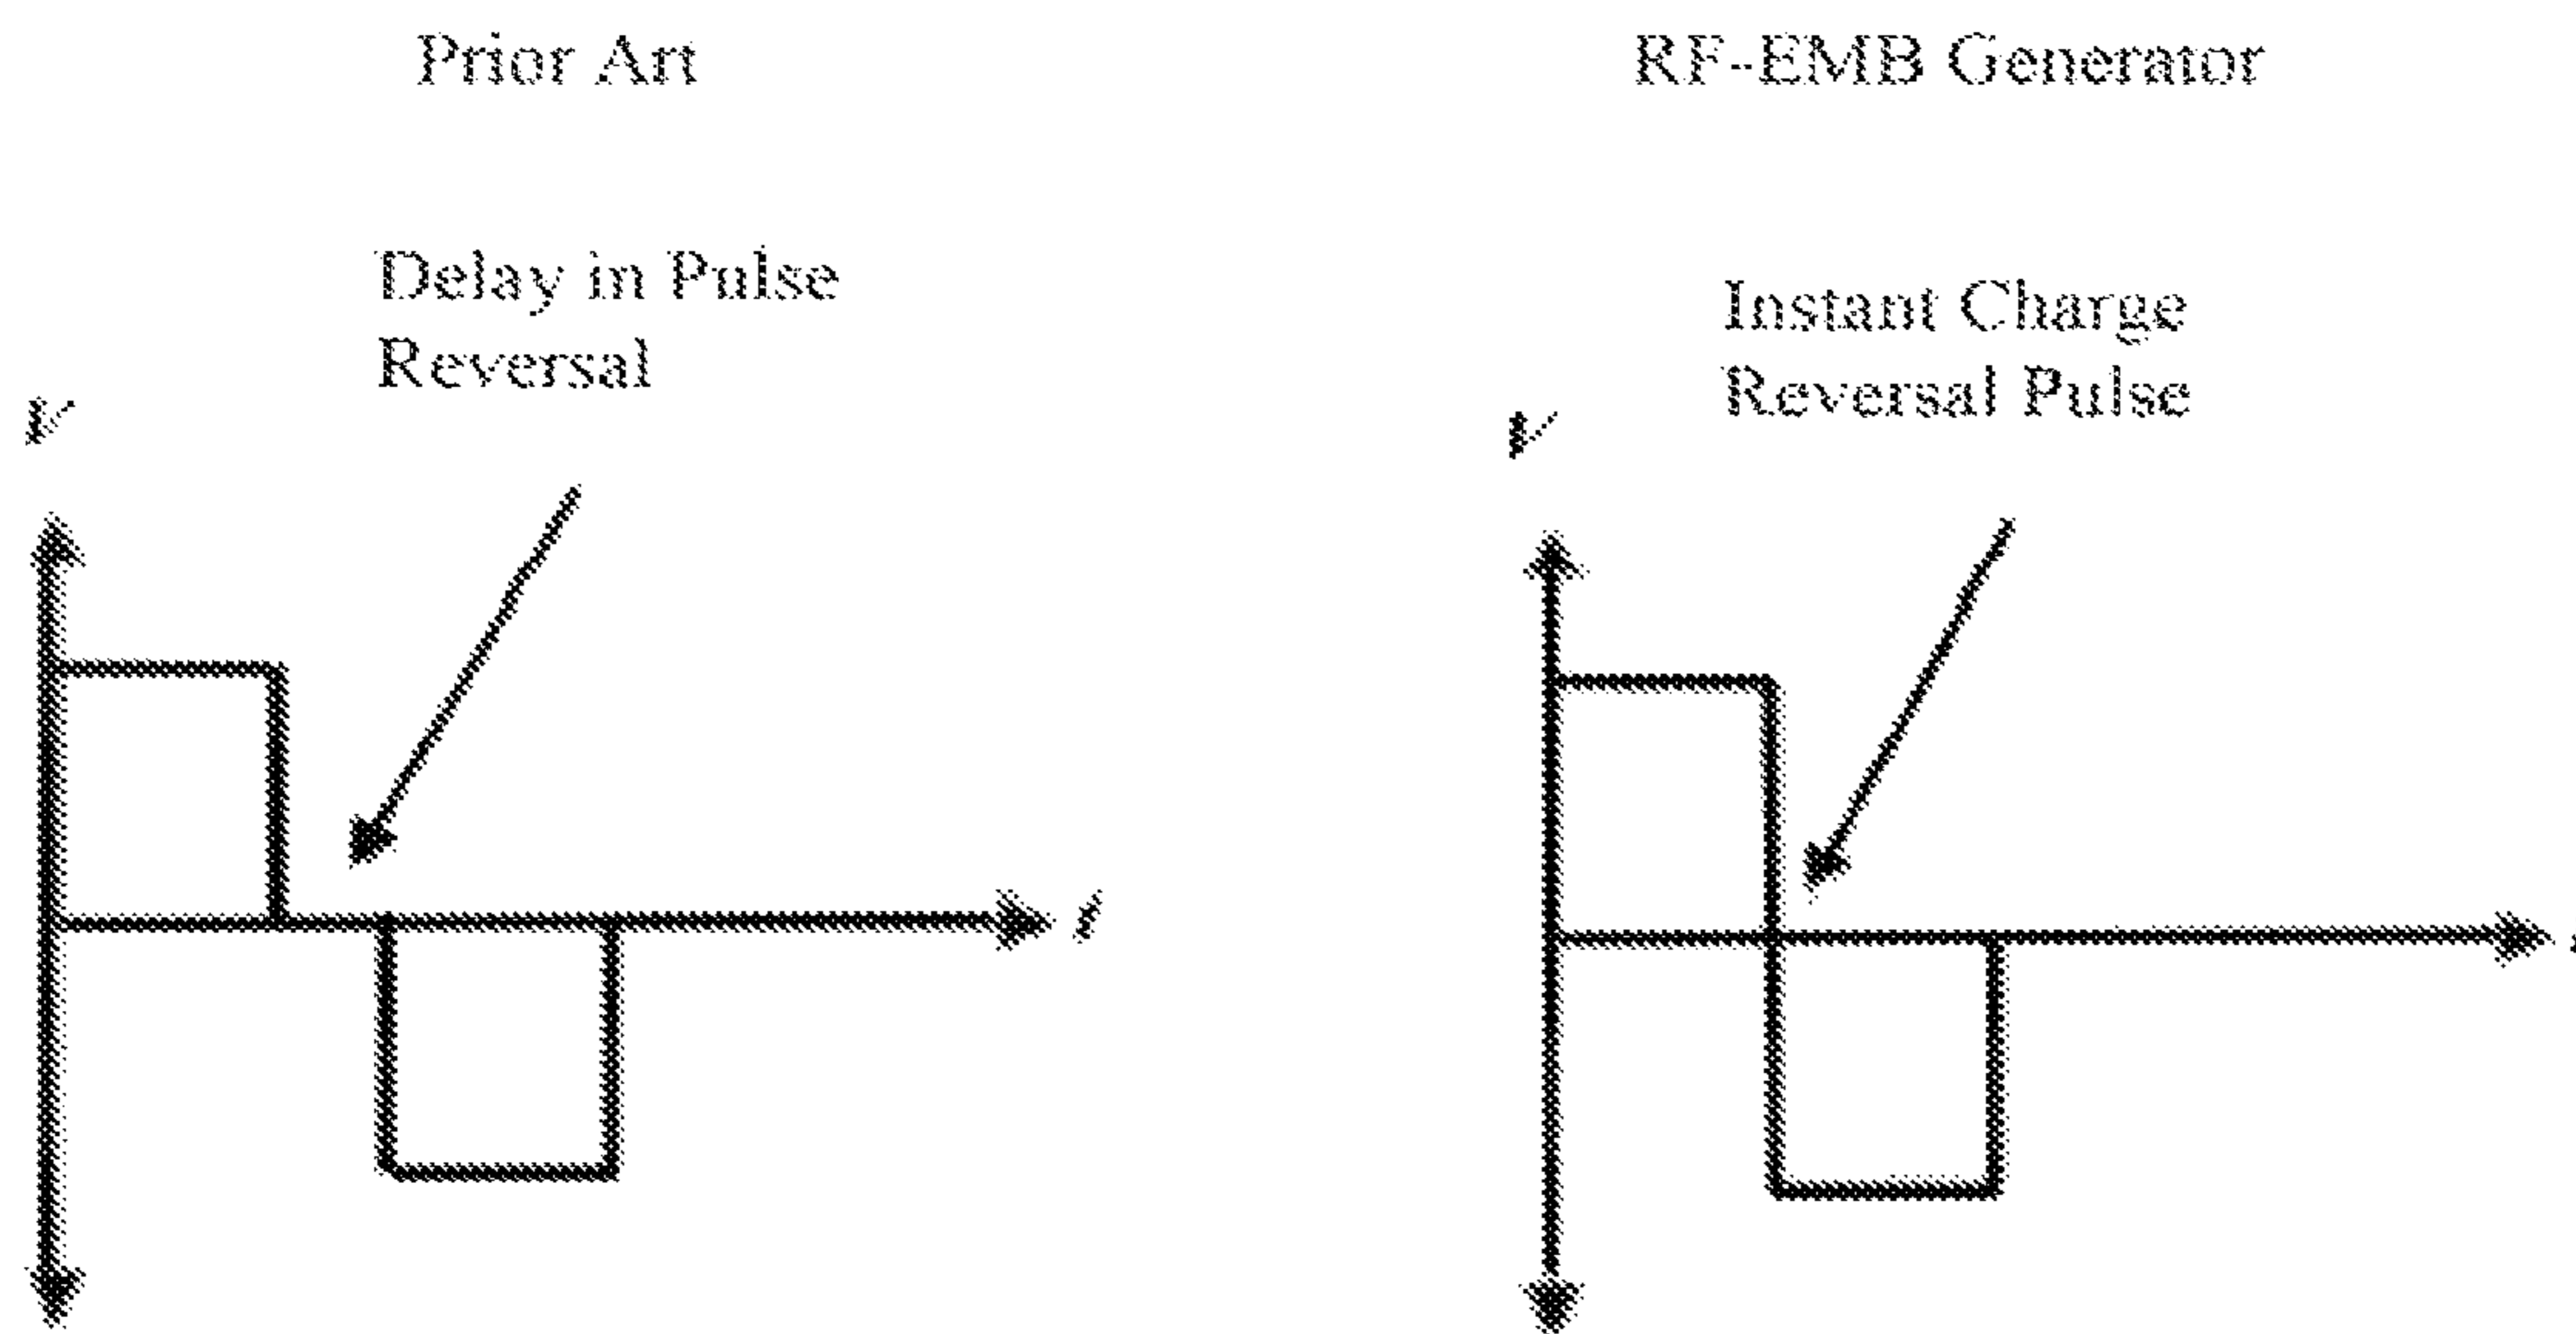 Prior Art
RF-EMB Generator
Delay in Pulse
Reversal
Instant Charge
Reversal Pulse
V
t
V